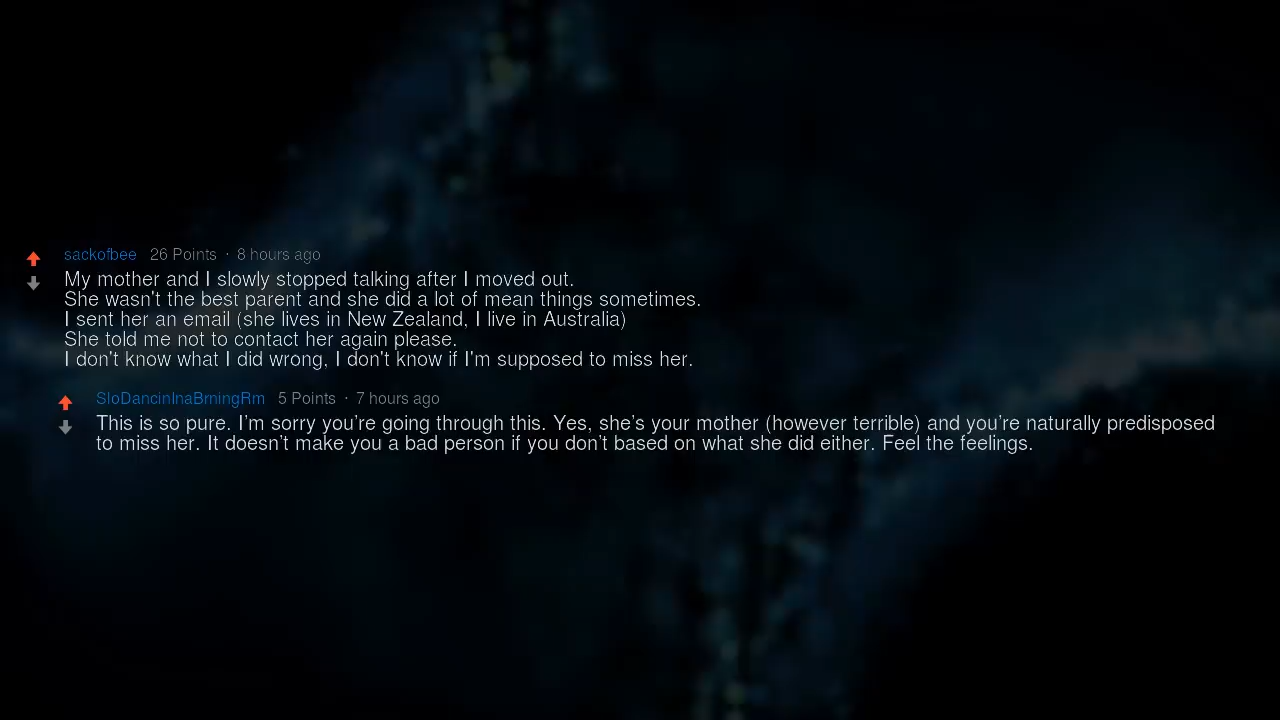 sackofbee 26 Points · 8 hours ago
My mother and I slowly stopped talking after I moved out.
She wasn't the best parent and she did a lot of mean things sometimes.
I sent her an email (she lives in New Zealand, I live in Australia)
She told me not to contact her again please.
I don't know what I did wrong, I don't know if I'm supposed to miss her.
SloDancinInaBrningRm 5 Points · 7 hours ago
This is so pure. I’m sorry you’re going through this. Yes, she’s your mother (however terrible) and you’re naturally predisposed
to miss her. It doesn’t make you a bad person if you don’t based on what she did either. Feel the feelings.